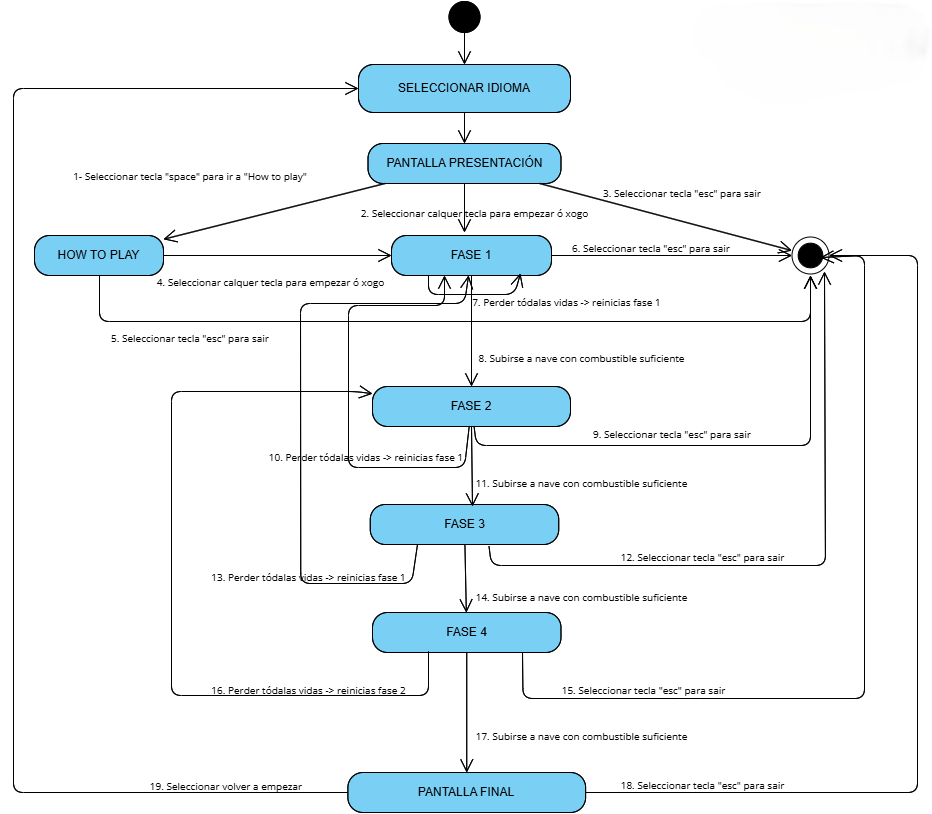 SELECCIONAR IDIOMA
PANTALLA PRESENTACIÓN
1- Seleccionar tecla "space" para ir a "How to play"
3. Seleccionar tecla "esc" para sair
2. Seleccionar calquer tecla para empezar ó xogo
HOW TO PLAY
FASE 1
6. Seleccionar tecla "esc" para sair
4. Seleccionar calquer tecla para empezar ó xogo
7. Perder tódalas vidas -> reinicias fase 1
5. Seleccionar tecla "esc" para sair
8. Subirse a nave con combustible suficiente
FASE 2
9. Seleccionar tecla "esc" para sair
10. Perder tódalas vidas -> reinicias fase 1
11. Subirse a nave con combustible suficiente
FASE 3
12. Seleccionar tecla "esc" para sair
13. Perder tódalas vidas -> reinicias fase 1
14. Subirse a nave con combustible suficiente
FASE 4
16. Perder tódalas vidas -> reinicias fase 2
15. Seleccionar tecla "esc" para sair
17. Subirse a nave con combustible suficiente
19. Seleccionar volver a empezar
PANTALLA FINAL
18. Seleccionar tecla "esc" para sair